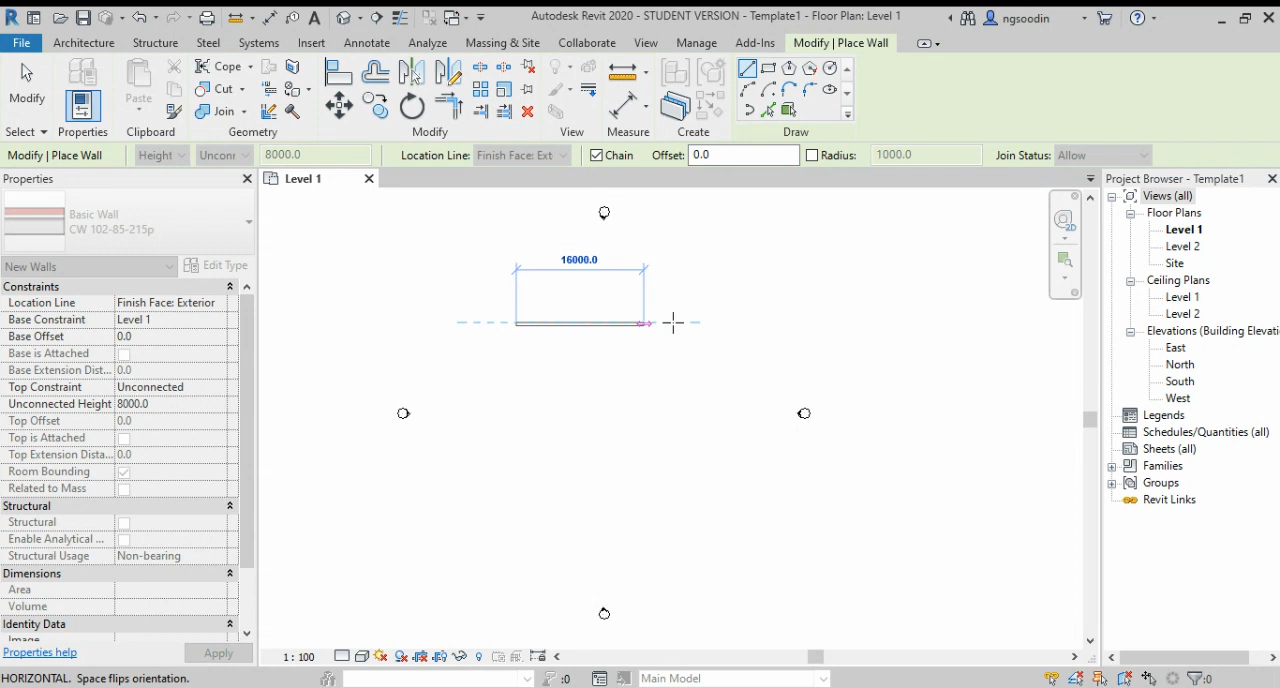 Autodesk Revit 2020 - STUDENT VERSION - Template1 - Floor Plan: Level 1
ngsoodin
File Architecture Structure Steel Systems Insert Annotate Analyze Massing & Site Collaborate View Manage Add-Ins Modify | Place Wall
Modify
Paste
Cope
Cut
Join
Select Properties Clipboard Geometry Modify View Measure Create Draw
Modify | Place Wall Height Unconn 8000.0 Location Line: Finish Face: Ext Chain Offset: 0.0 Radius: 1000.0 Join Status: Allow
Properties
Level 1
Project Browser - Template1
Basic Wall
CW 102-85-215p
New Walls Edit Type
Constraints
Location Line Finish Face: Exterior
Base Constraint Level 1
Base Offset 0.0
Base is Attached
Base Extension Dist... 0.0
Top Constraint Unconnected
Unconnected Height 8000.0
Top Offset 0.0
Top is Attached
Top Extension Dista... 0.0
Room Bounding
Related to Mass
Structural
Structural
Enable Analytical ...
Structural Usage Non-bearing
Dimensions
Area
Volume
Identity Data
Image
Properties help Apply
16000.0
2D
Views (all)
Floor Plans
Level 1
Level 2
Site
Ceiling Plans
Level 1
Level 2
Elevations (Building Elevati
East
North
South
West
Legends
Schedules/Quantities (all)
Sheets (all)
Families
Groups
Revit Links
1 : 100
HORIZONTAL. Space flips orientation.
:0
Main Model
:0